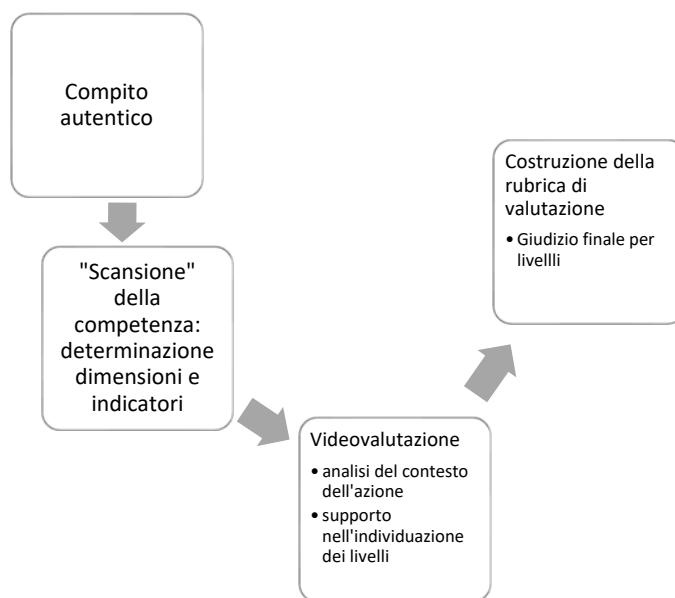 Compito
autentico
"Scansione"
della
competenza:
determinazione
dimensioni e
indicatori
Videovalutazione
• analisi del contesto
dell'azione
• supporto
nell'individuazione
dei livelli
Costruzione della
rubrica di
valutazione
• Giudizio finale per
livellli